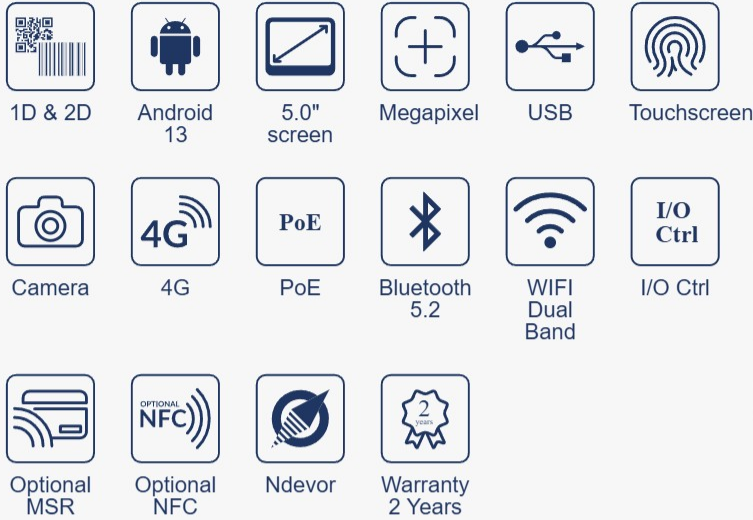 1D & 2D
Android
13
5.0"
screen
Megapixel
USB
Touchscreen
4G
PoE
I/O
Ctrl
Camera
4G
PoE
Bluetooth
5.2
WIFI
Dual
Band
I/O Ctrl
OPTIONAL
NFC
2
years
Optional
MSR
Optional
NFC
Ndevor
Warranty
2 Years